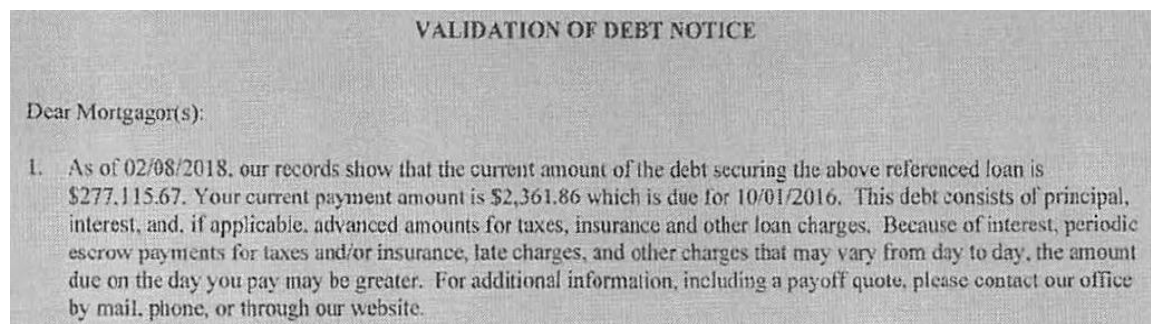 VALIDATION OF DEBT NOTICE
Dear Mortgagor(s):
1. As of 02/08/2018, our records show that the current amount of the debt securing the above referenced loan is
$277,115.67. Your current payment amount is $2,361.86 which is due for 10/01/2016. This debt consists of principal,
interest, and, if applicable, advanced amounts for taxes, insurance and other loan charges. Because of interest, periodic
escrow payments for taxes and/or insurance, late charges, and other charges that may vary from day to day, the amount
due on the day you pay may be greater. For additional information, including a payoff quote, please contact our office
by mail, phone, or through our website.